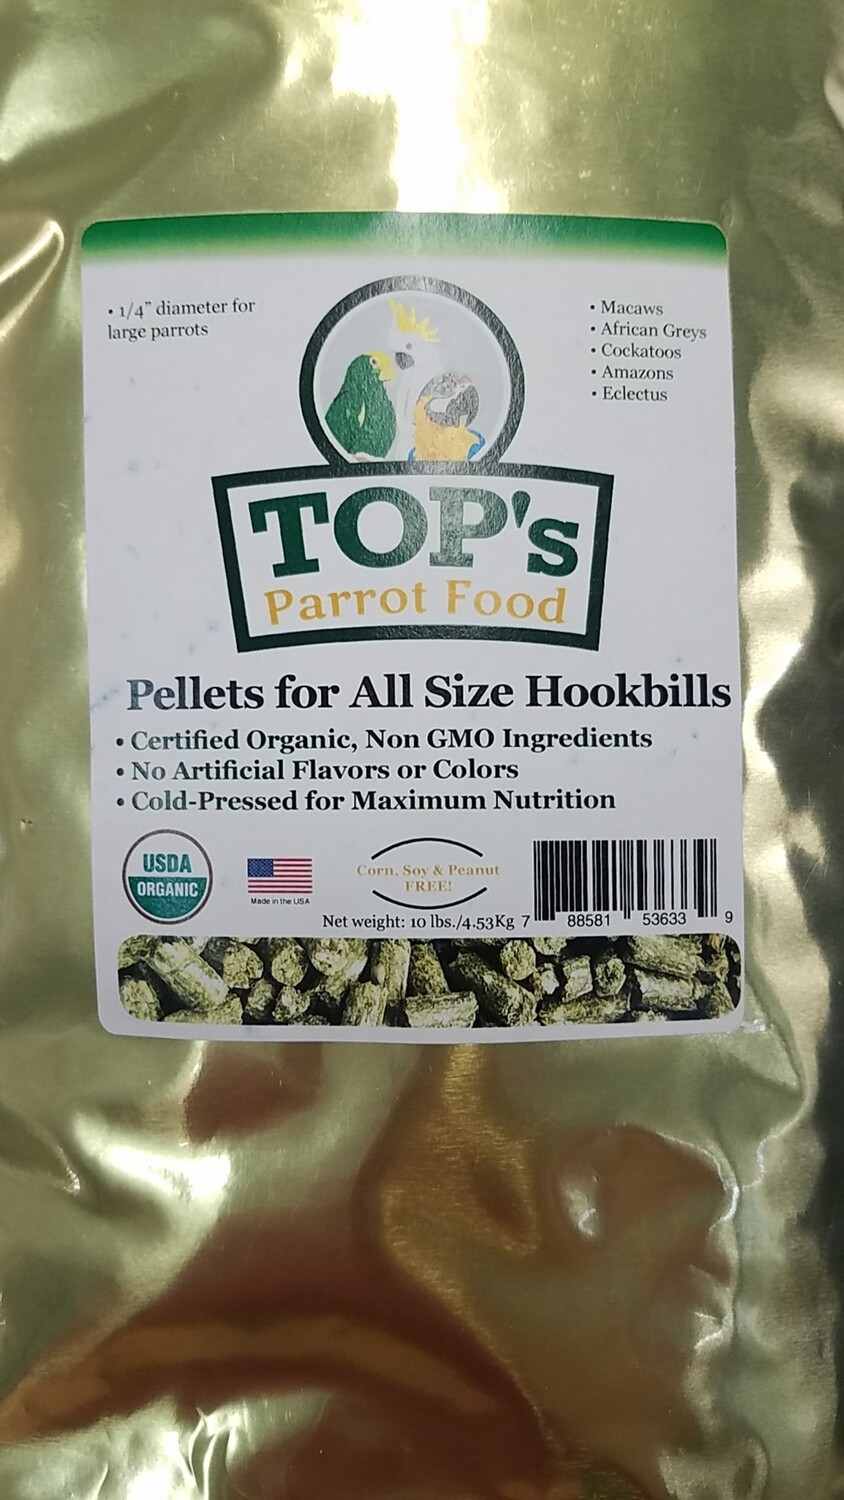 • 1/4” diameter for
large parrots
• Macaws
• African Greys
• Cockatoos
• Amazons
• Eclectus
TOP's
Parrot Food
Pellets for All Size Hookbills
• Certified Organic, Non GMO Ingredients
• No Artificial Flavors or Colors
• Cold-Pressed for Maximum Nutrition
USDA
ORGANIC
Made in the USA
Corn, Soy & Peanut
FREE!
Net weight: 10 lbs./4.53Kg
7 88581 53633 9